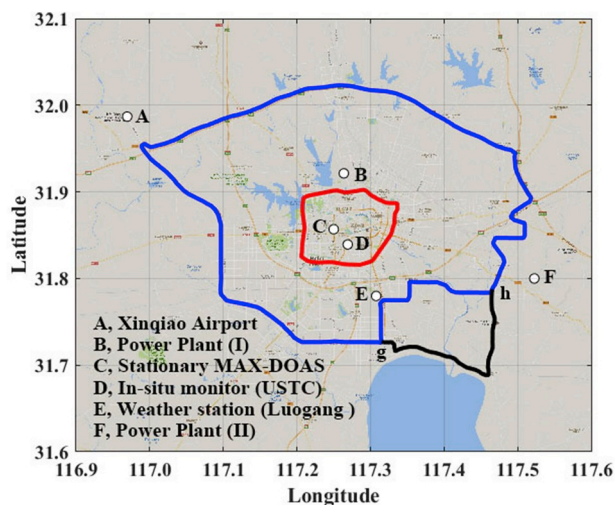 32.1
32.0
31.9
31.8
31.7
31.6
Latitude
A
B
C
D
E
F
h
g
A, Xinqiao Airport
B, Power Plant (I)
C, Stationary MAX-DOAS
D, In-situ monitor (USTC)
E, Weather station (Luogang )
F, Power Plant (II)
116.9 117.0 117.1 117.2 117.3 117.4 117.5 117.6
Longitude